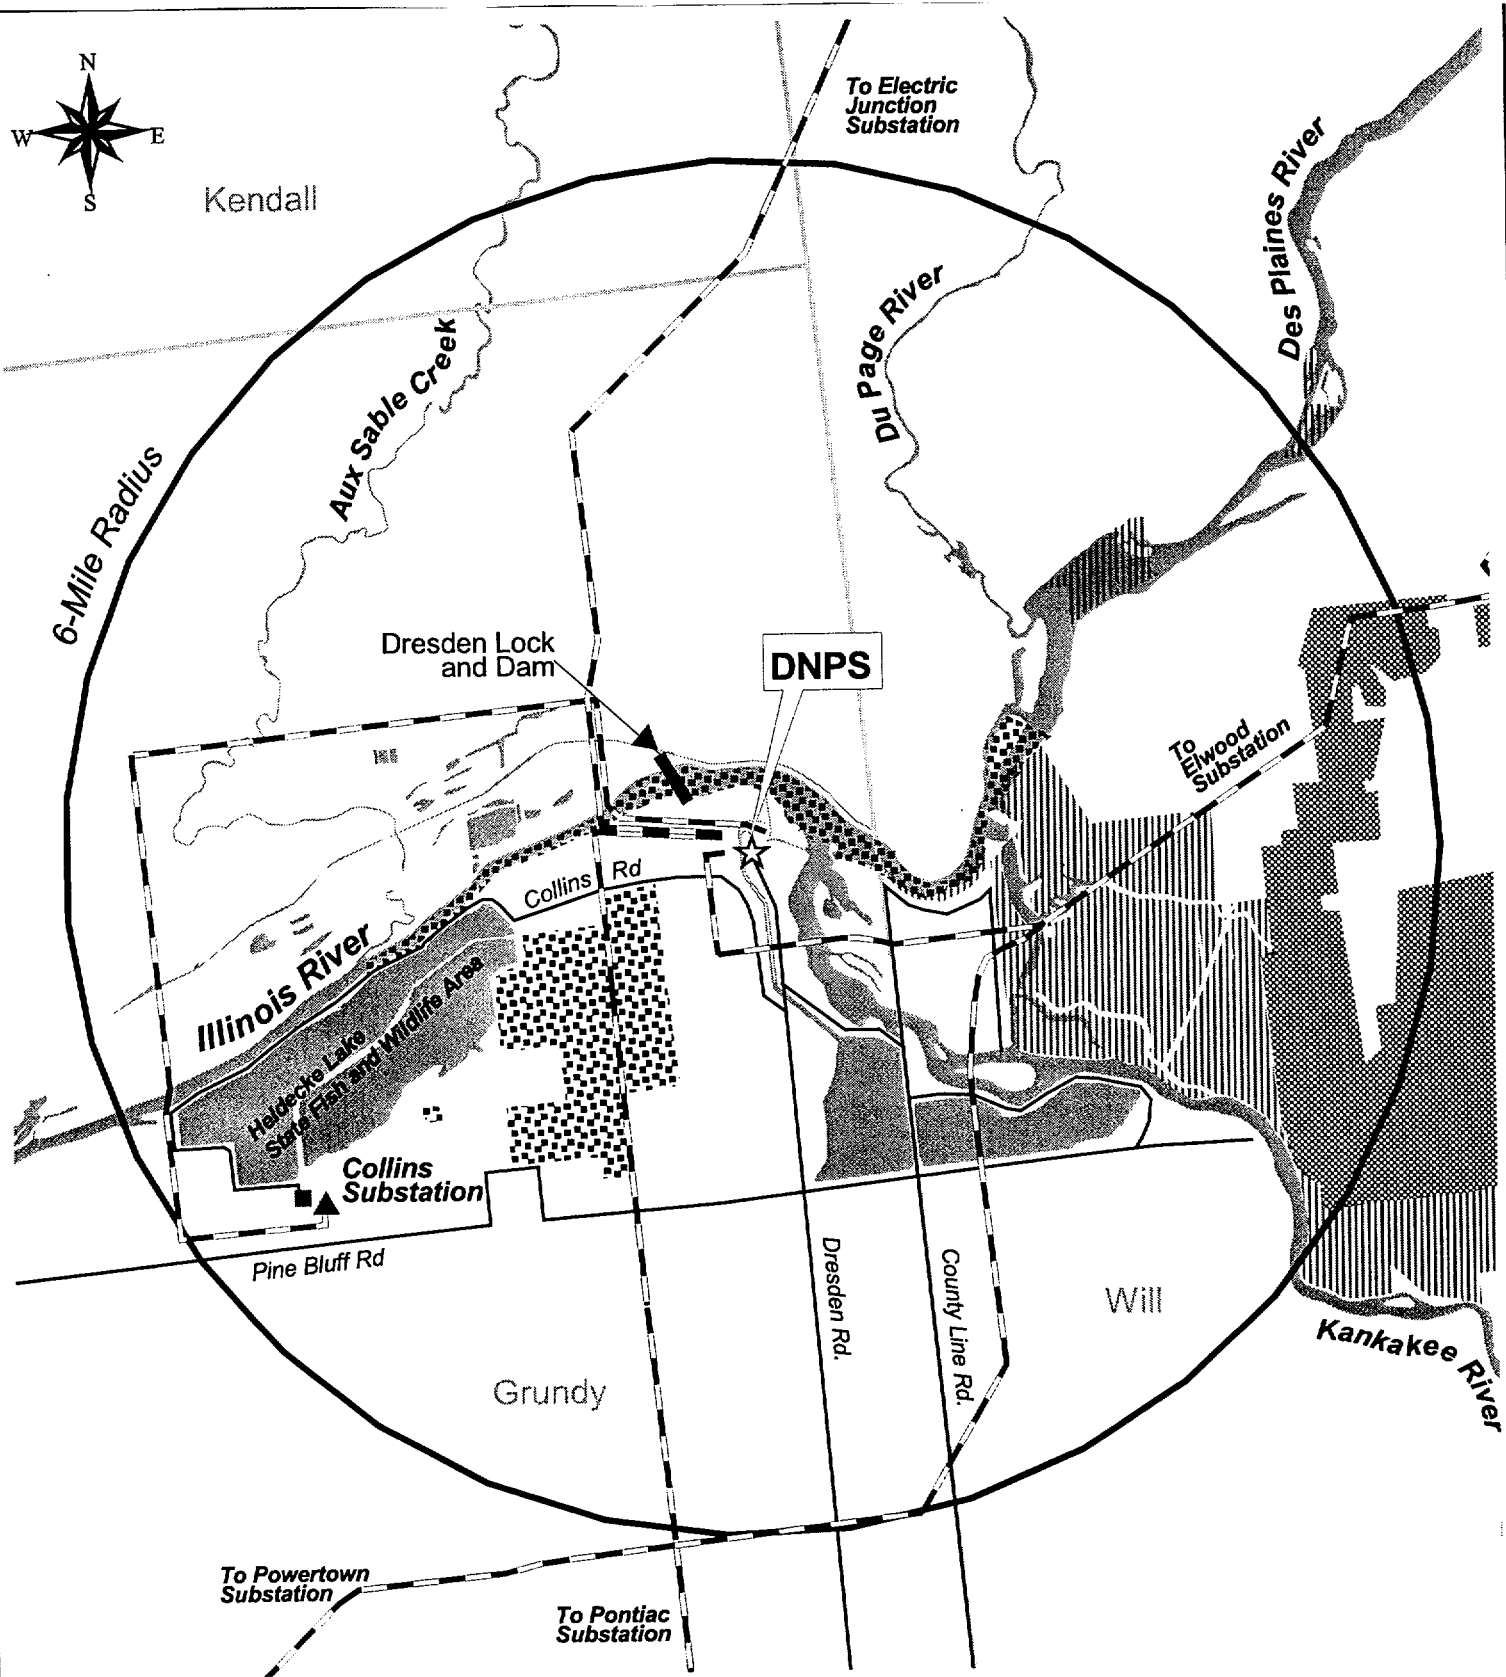 N
W
E
S
Kendall
To Electric
Junction
Substation
Des Plaines River
Du Page River
Aux Sable Creek
6-Mile Radius
Dresden Lock
and Dam
DNPS
To
Elwood
Substation
Collins Rd
Illinois River
Heidecke Lake
State Fish and Wildlife Area
Collins
Substation
Pine Bluff Rd
Dresden Rd.
County Line Rd.
Will
Kankakee River
Grundy
To Powertown
Substation
To Pontiac
Substation